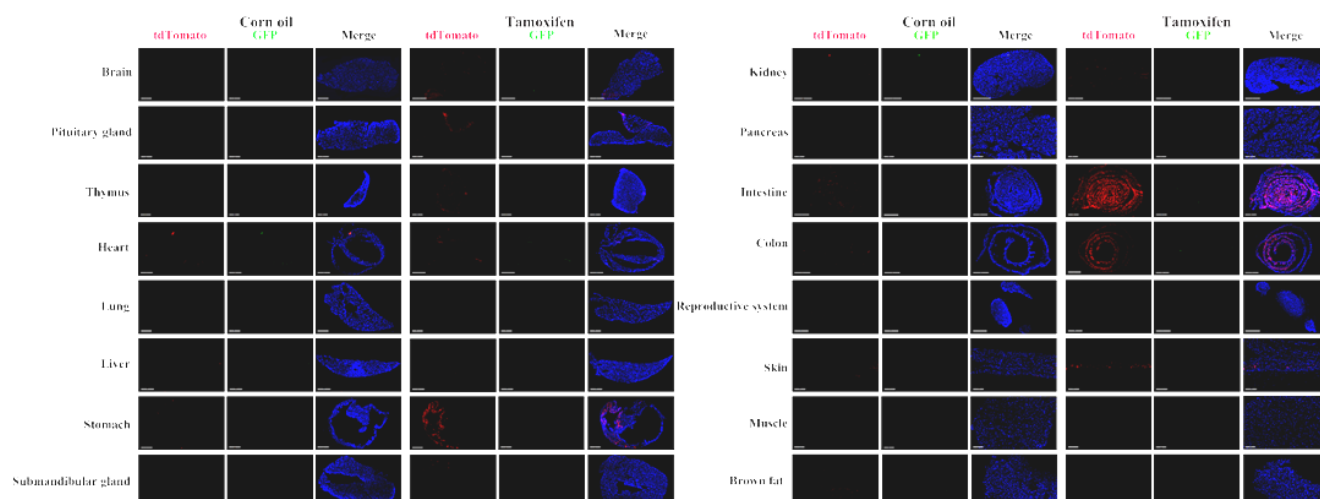 Corn oil Tamoxifen
tdTomato GFP Merge tdTomato GFP Merge
Brain
Pituitary gland
Thymus
Heart
Lung
Liver
Stomach
Submandibular gland
Corn oil Tamoxifen
tdTomato GFP Merge tdTomato GFP Merge
Kidney
Pancreas
Intestine
Colon
Reproductive system
Skin
Muscle
Brown fat